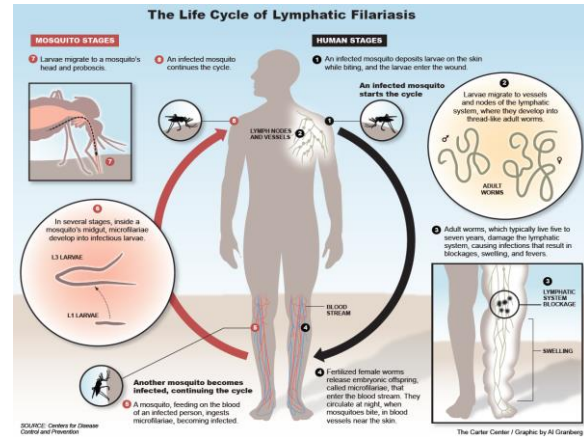 The Life Cycle of Lymphatic Filariasis
MOSQUITO STAGES
HUMAN STAGES
7 Larvae migrate to a mosquito's
head and proboscis.
6 An infected mosquito
continues the cycle.
1 An infected mosquito deposits larvae on the skin
while biting, and the larvae enter the wound.
An infected mosquito
starts the cycle
2
Larvae migrate to vessels
and nodes of the lymphatic
system, where they develop into
thread-like adult worms.
♂
♀
ADULT
WORMS
LYMPH NODES
AND VESSELS
2
1
7
6
In several stages, inside a
mosquito's midgut, microfilariae
develop into infectious larvae.
L3 LARVAE
L1 LARVAE
3 Adult worms, which typically live five to
seven years, damage the lymphatic
system, causing infections that result in
blockages, swelling, and fevers.
3
LYMPHATIC
SYSTEM
BLOCKAGE
SWELLING
BLOOD
STREAM
5
4
Another mosquito becomes
infected, continuing the cycle
5 A mosquito, feeding on the blood
of an infected person, ingests
microfilariae, becoming infected.
4 Fertilized female worms
release embryonic offspring,
called microfilariae, that
enter the blood stream. They
circulate at night, when
mosquitoes bite, in blood
vessels near the skin.
SOURCE: Centers for Disease
Control and Prevention
The Carter Center / Graphic by Al Granberg